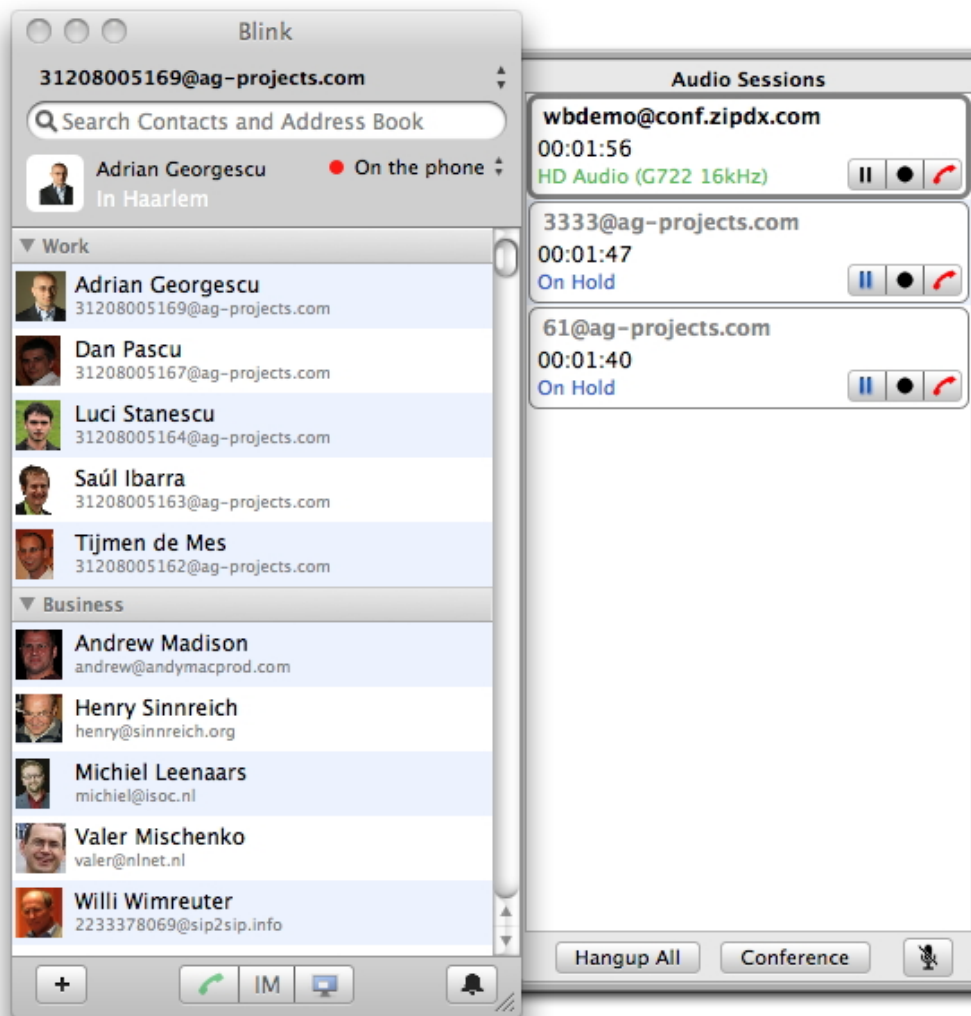 Blink
31208005169@ag-projects.com
Search Contacts and Address Book
Adrian Georgescu
On the phone
In Haarlem
Work
Adrian Georgescu
31208005169@ag-projects.com
Dan Pascu
31208005167@ag-projects.com
Luci Stanescu
31208005164@ag-projects.com
Saúl Ibarra
31208005163@ag-projects.com
Tijmen de Mes
31208005162@ag-projects.com
Business
Andrew Madison
andrew@andymacprod.com
Henry Sinnreich
henry@sinnreich.org
Michiel Leenaars
michiel@isoc.nl
Valer Mischenko
valer@nlnet.nl
Willi Wimreuter
2233378069@sip2sip.info
IM
Audio Sessions
wbdemo@conf.zipdx.com
00:01:56
HD Audio (G722 16kHz)
3333@ag-projects.com
00:01:47
On Hold
61@ag-projects.com
00:01:40
On Hold
Hangup All
Conference